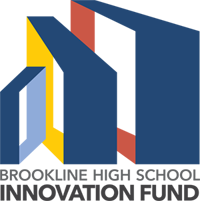 BROOKLINE HIGH SCHOOL
INNOVATION FUND